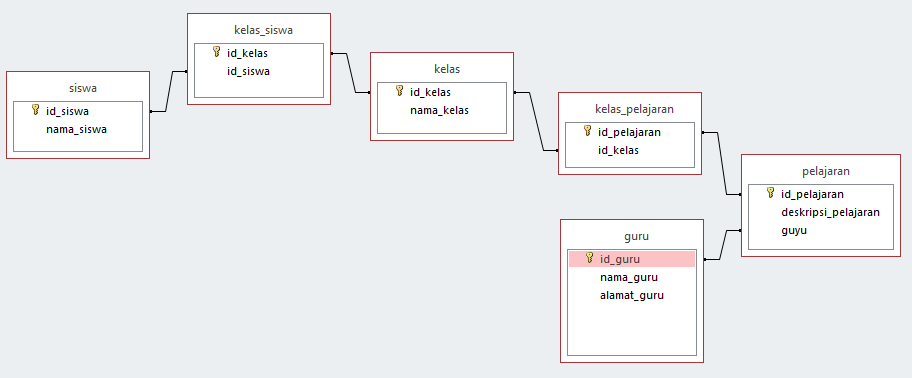 kelas_siswa
id_kelas
id_siswa
siswa
id_siswa
nama_siswa
kelas
id_kelas
nama_kelas
kelas_pelajaran
id_pelajaran
id_kelas
pelajaran
id_pelajaran
deskripsi_pelajaran
guyu
guru
id_guru
nama_guru
alamat_guru